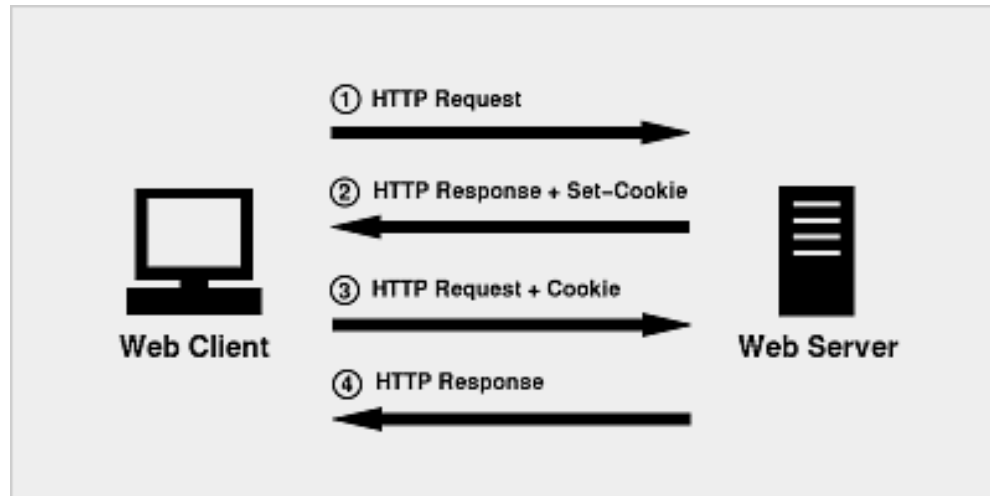 ① HTTP Request
② HTTP Response + Set-Cookie
③ HTTP Request + Cookie
Web Client
Web Server
④ HTTP Response